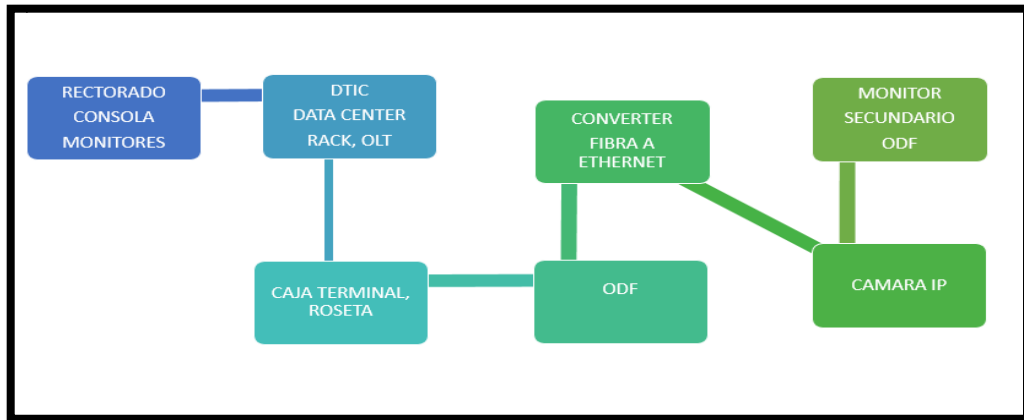 RECTORADO
CONSOLA
MONITORES
DTIC
DATA CENTER
RACK, OLT
CAJA TERMINAL,
ROSETA
ODF
CONVERTER
FIBRA A
ETHERNET
CAMARA IP
MONITOR
SECUNDARIO
ODF